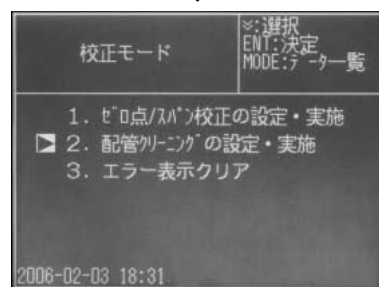 校正モード
※:選択
ENT:決定
MODE:データ一覧
1. ゼロ点/スパン校正の設定・実施
2. 配管クリーニングの設定・実施
3. エラー表示クリア
2006-02-03 18:31